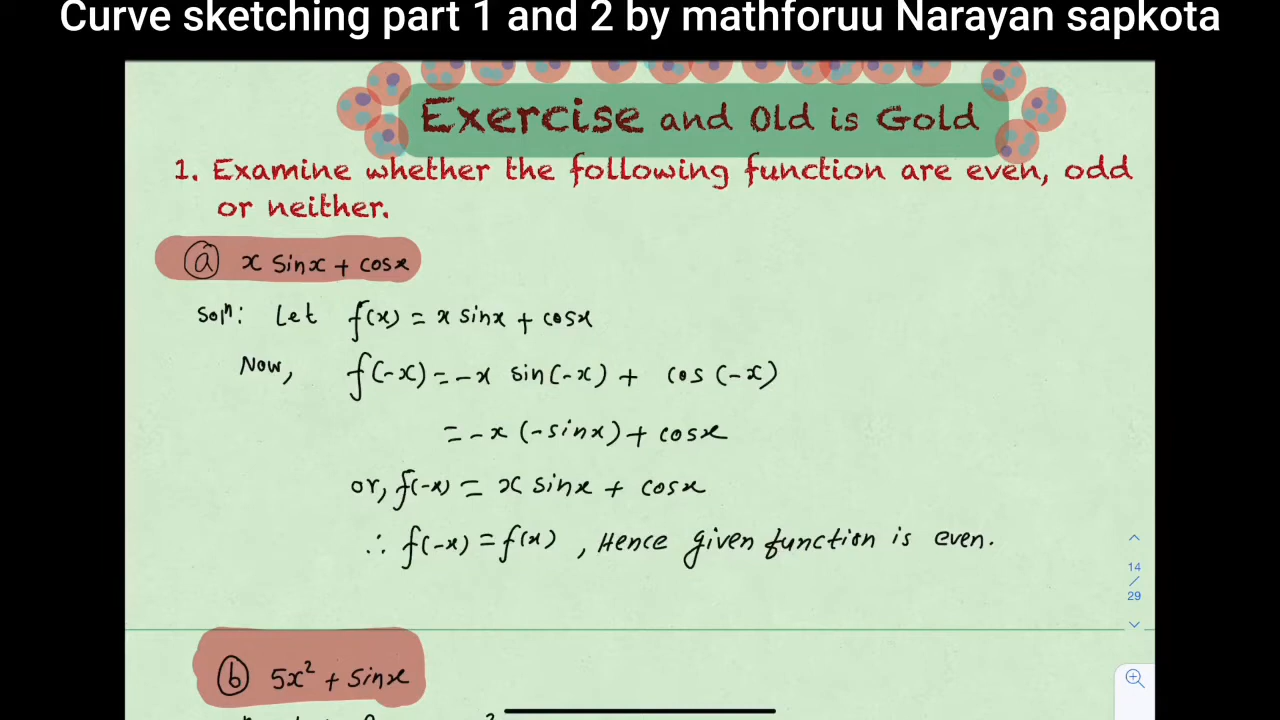 Curve sketching part 1 and 2 by mathforuu Narayan sapkota
Exercise and Old is Gold
1. Examine whether the following function are even, odd
or neither.
ⓐ x Sinx + cosx
Solⁿ: Let f(x) = x sinx + cosx
Now, f(-x) = -x sin(-x) + cos (-x)
= -x (-sinx) + cosx
or, f(-x) = x sinx + cosx
∴ f(-x) = f(x) , Hence given function is even.
14
/
29
ⓑ 5x² + Sinx